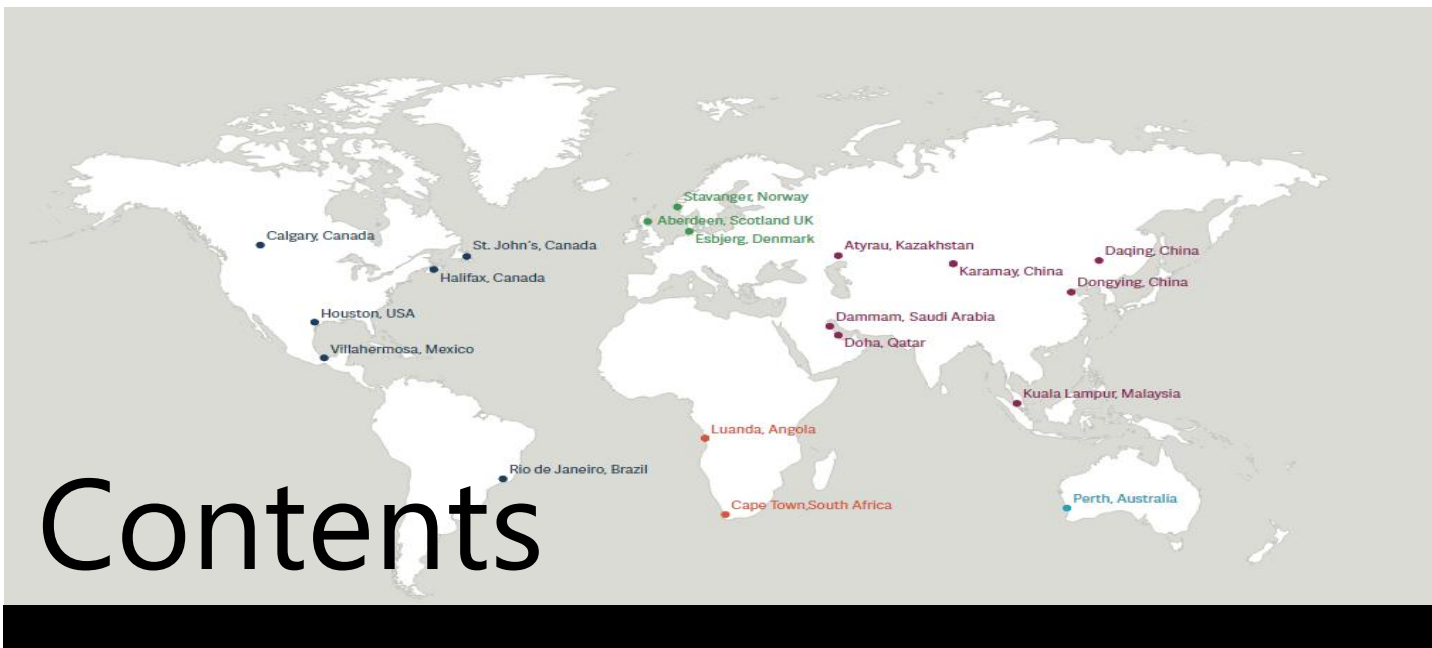 Stavanger, Norway
Aberdeen, Scotland UK
Esbjerg, Denmark
Calgary, Canada
St. John's, Canada
Halifax, Canada
Atyrau, Kazakhstan
Karamay, China
Daqing, China
Dongying, China
Houston, USA
Villahermosa, Mexico
Dammam, Saudi Arabia
Doha, Qatar
Kuala Lampur, Malaysia
Luanda, Angola
Rio de Janeiro, Brazil
Cape Town,South Africa
Perth, Australia
Contents